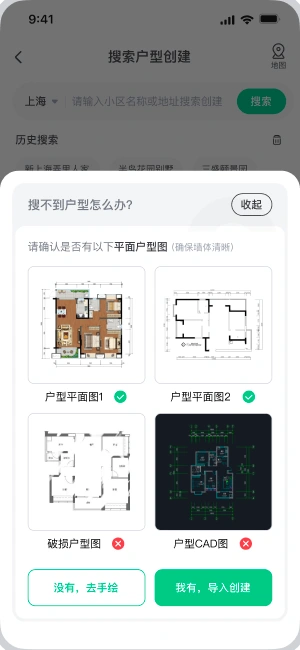 9:41
搜索户型创建
地图
上海
请输入小区名称或地址搜索创建
搜索
历史搜索
搜不到户型怎么办?
收起
请确认是否有以下平面户型图 (确保墙体清晰)
户型平面图1
户型平面图2
破损户型图
户型CAD图
没有，去手绘
我有，导入创建